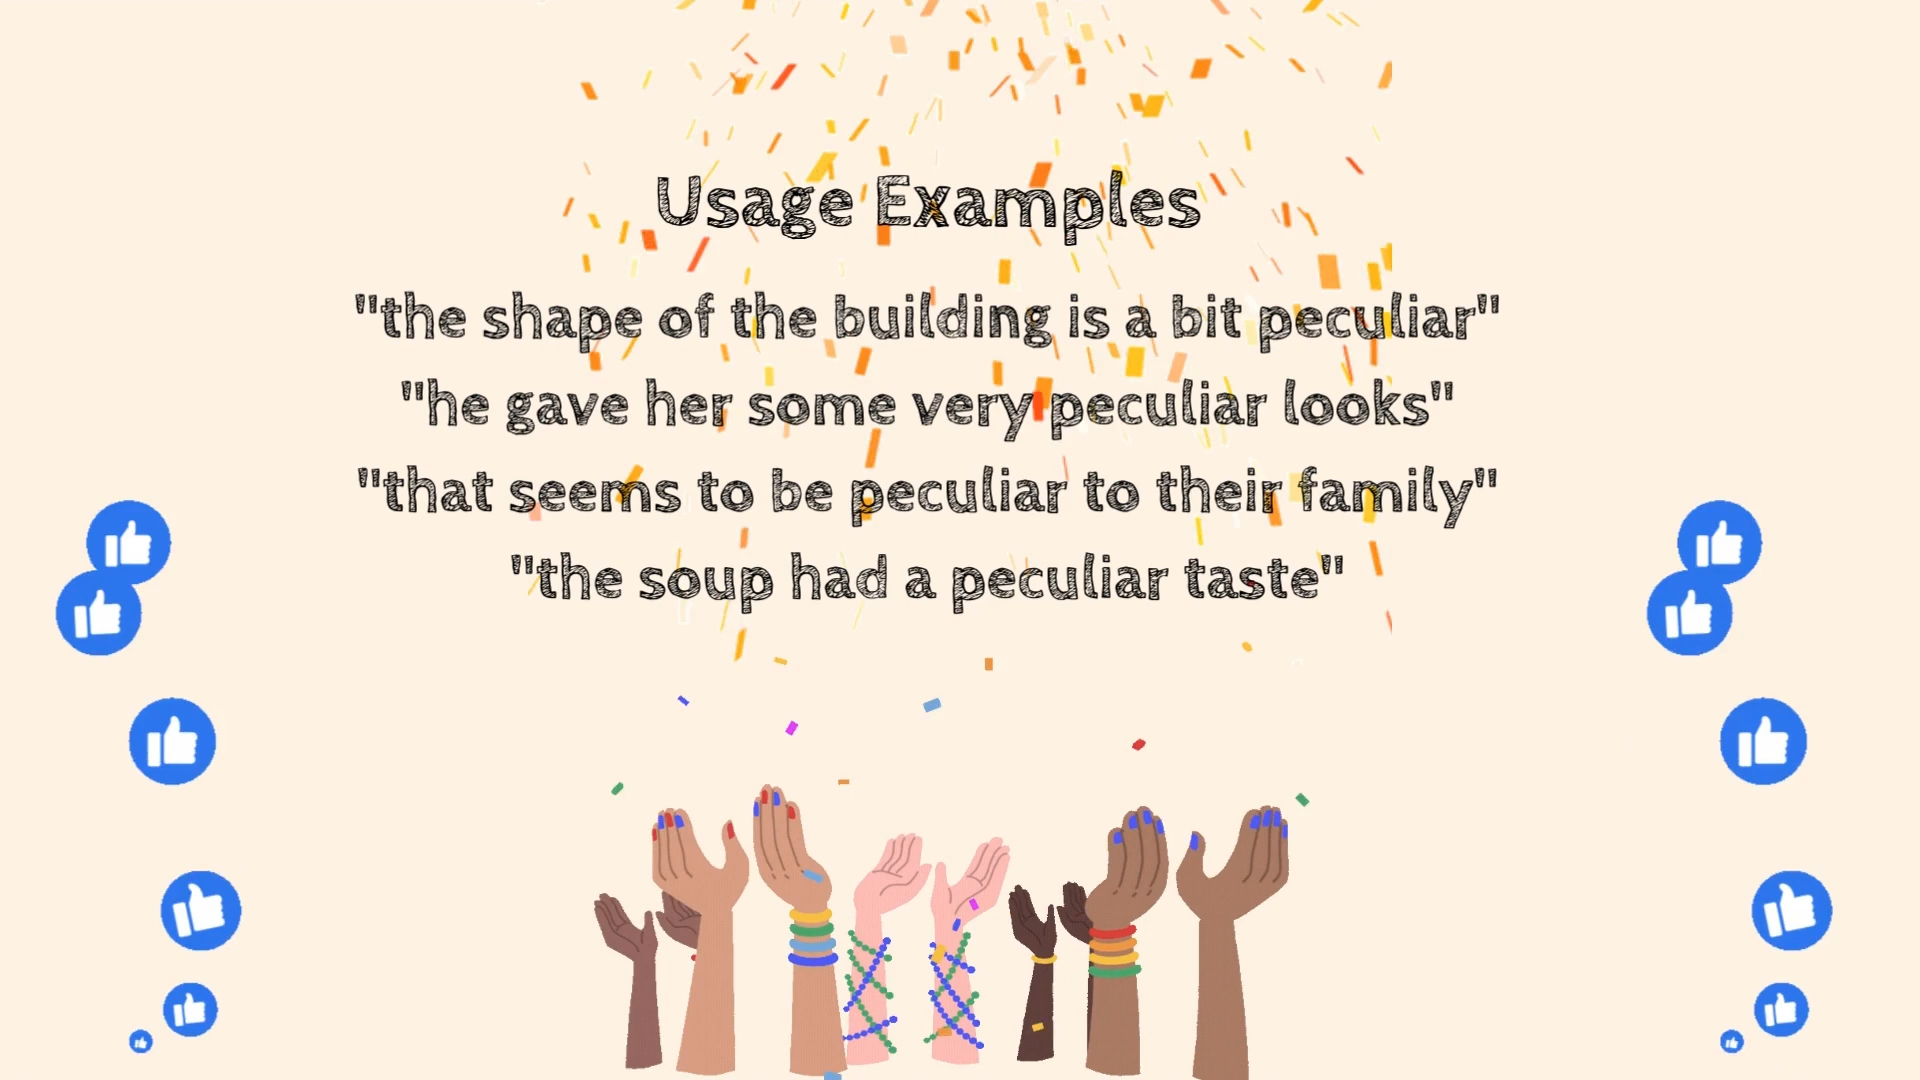 Usage Examples
"the shape of the building is a bit peculiar"
"he gave her some very peculiar looks"
"that seems to be peculiar to their family"
"the soup had a peculiar taste"